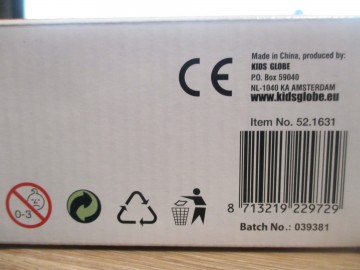 Made in China, produced by:
KIDS GLOBE
P.O. Box 59040
NL-1040 KA AMSTERDAM
www.kidsglobe.eu
CE
Item No. 52.1631
0-3
8 713219 229729
Batch No.: 039381